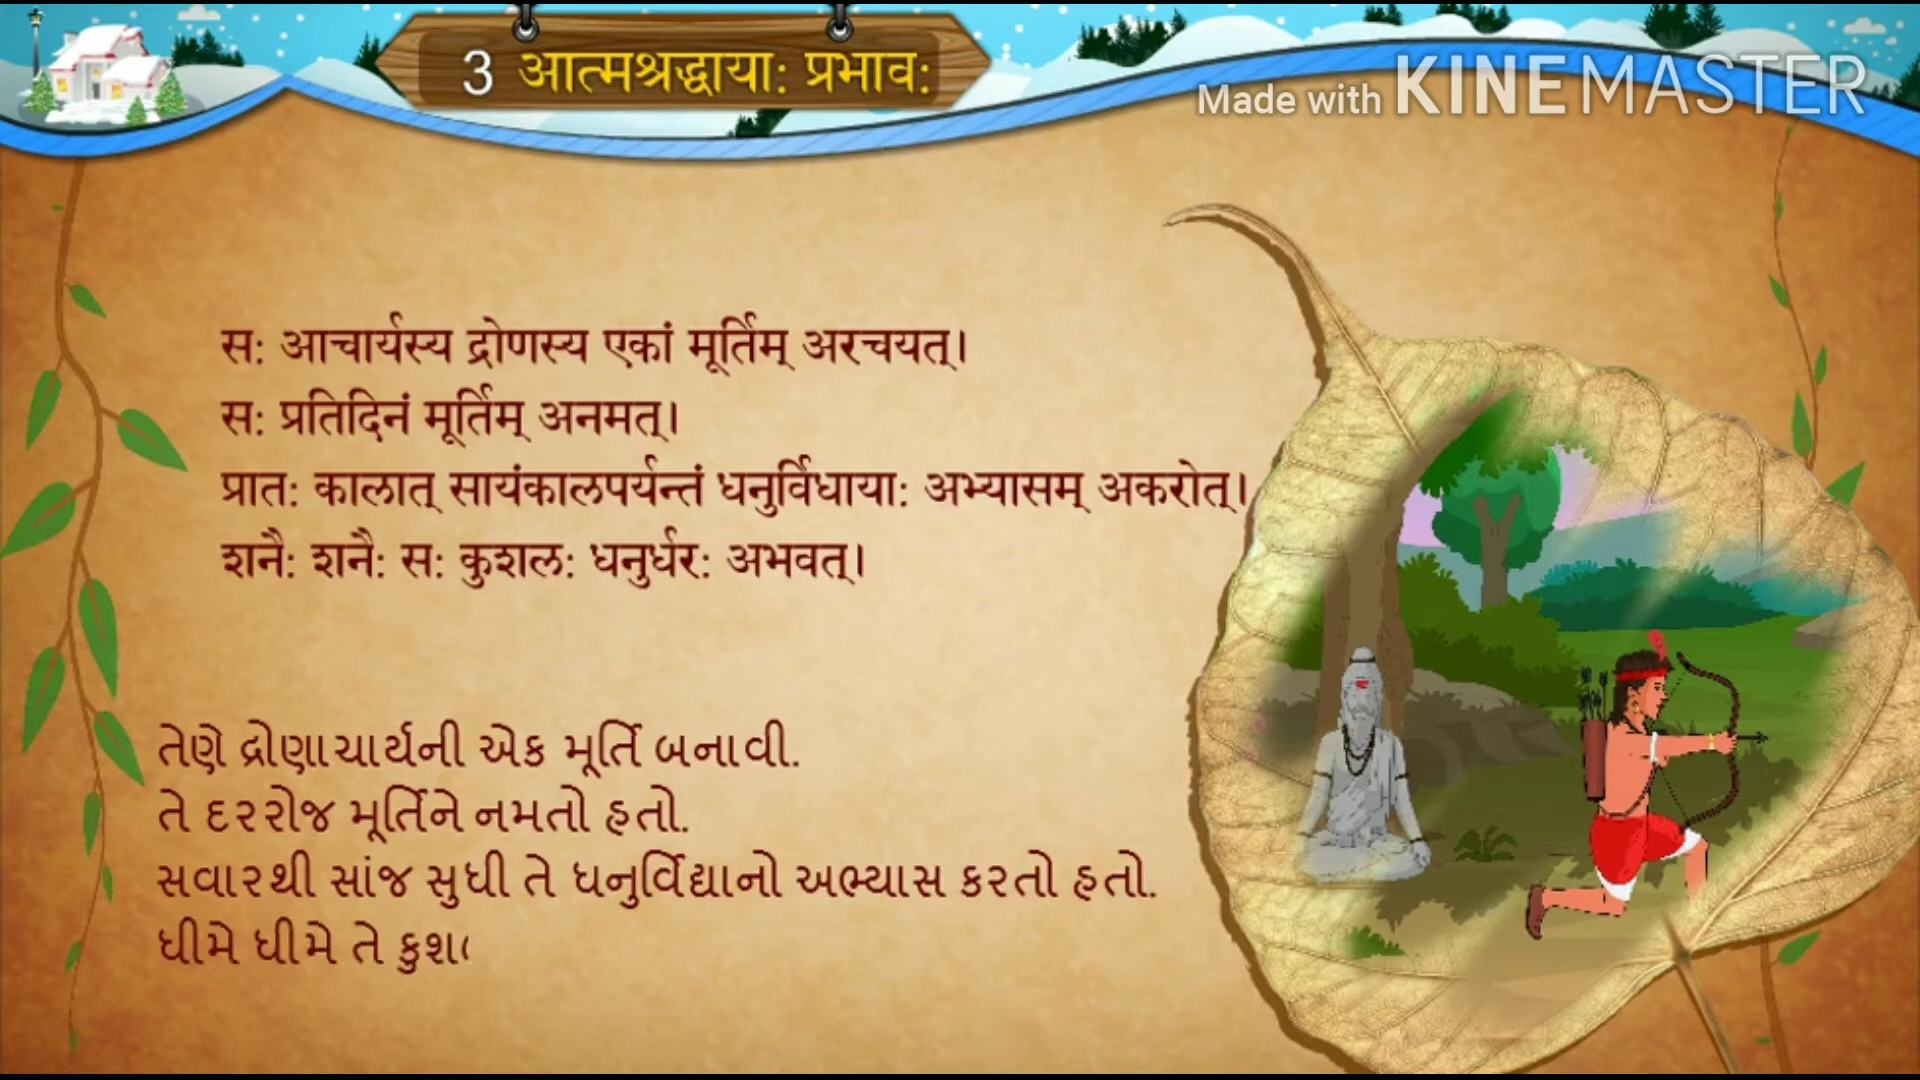 3 आत्मश्रद्धायाः प्रभावः
Made with KINEMASTER
सः आचार्यस्य द्रोणस्य एकां मूर्तिम् अरचयत्।
सः प्रतिदिनं मूर्तिम् अनमत्।
प्रातः कालात् सायंकालपर्यन्तं धनुर्विधायाः अभ्यासम् अकरोत्।
शनैः शनैः सः कुशलः धनुर्धरः अभवत्।
તેણે દ્રોણાચાર્યની એક મૂર્તિ બનાવી.
તે દરરોજ મૂર્તિને નમતો હતો.
સવારથી સાંજ સુધી તે ધનુર્વિદ્યાનો અભ્યાસ કરતો હતો.
ધીમે ધીમે તે કુશ